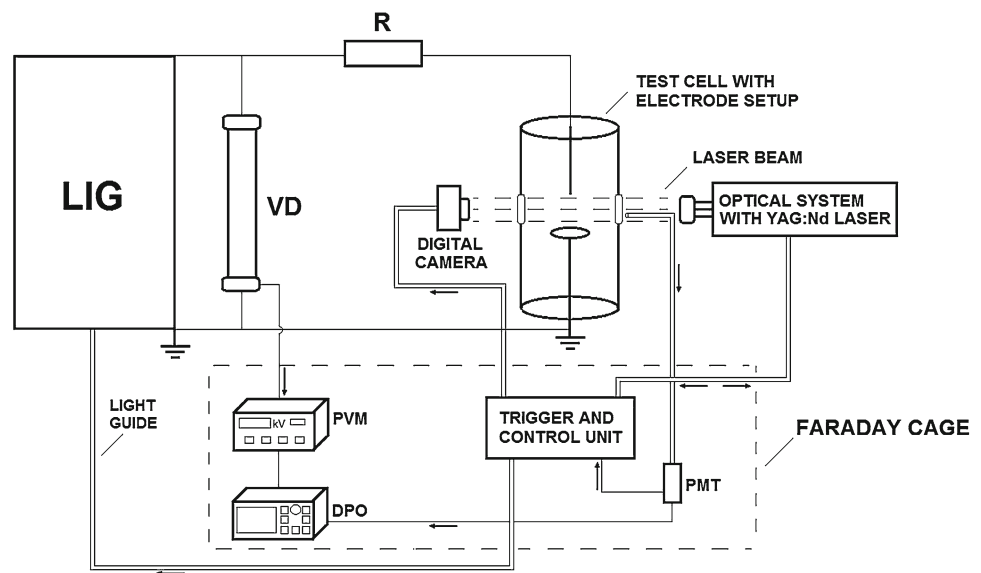 R
TEST CELL WITH
ELECTRODE SETUP
LASER BEAM
LIG
VD
OPTICAL SYSTEM
WITH YAG:Nd LASER
DIGITAL
CAMERA
LIGHT
GUIDE
kV
PVM
TRIGGER AND
CONTROL UNIT
FARADAY CAGE
PMT
DPO